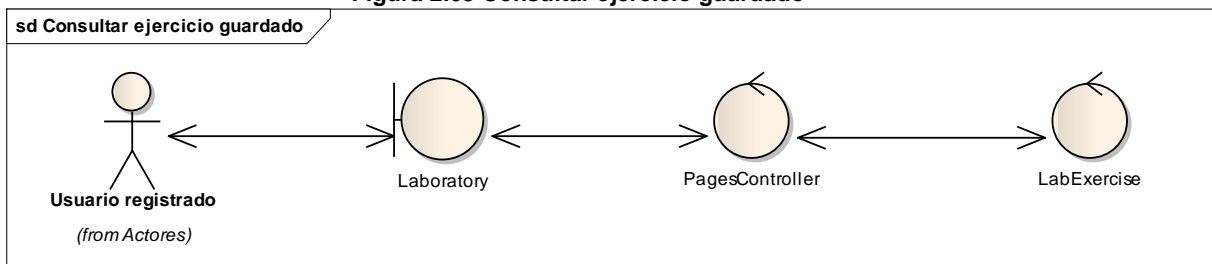 sd Consultar ejercicio guardado
Laboratory
PagesController
LabExercise
Usuario registrado
(from Actores)